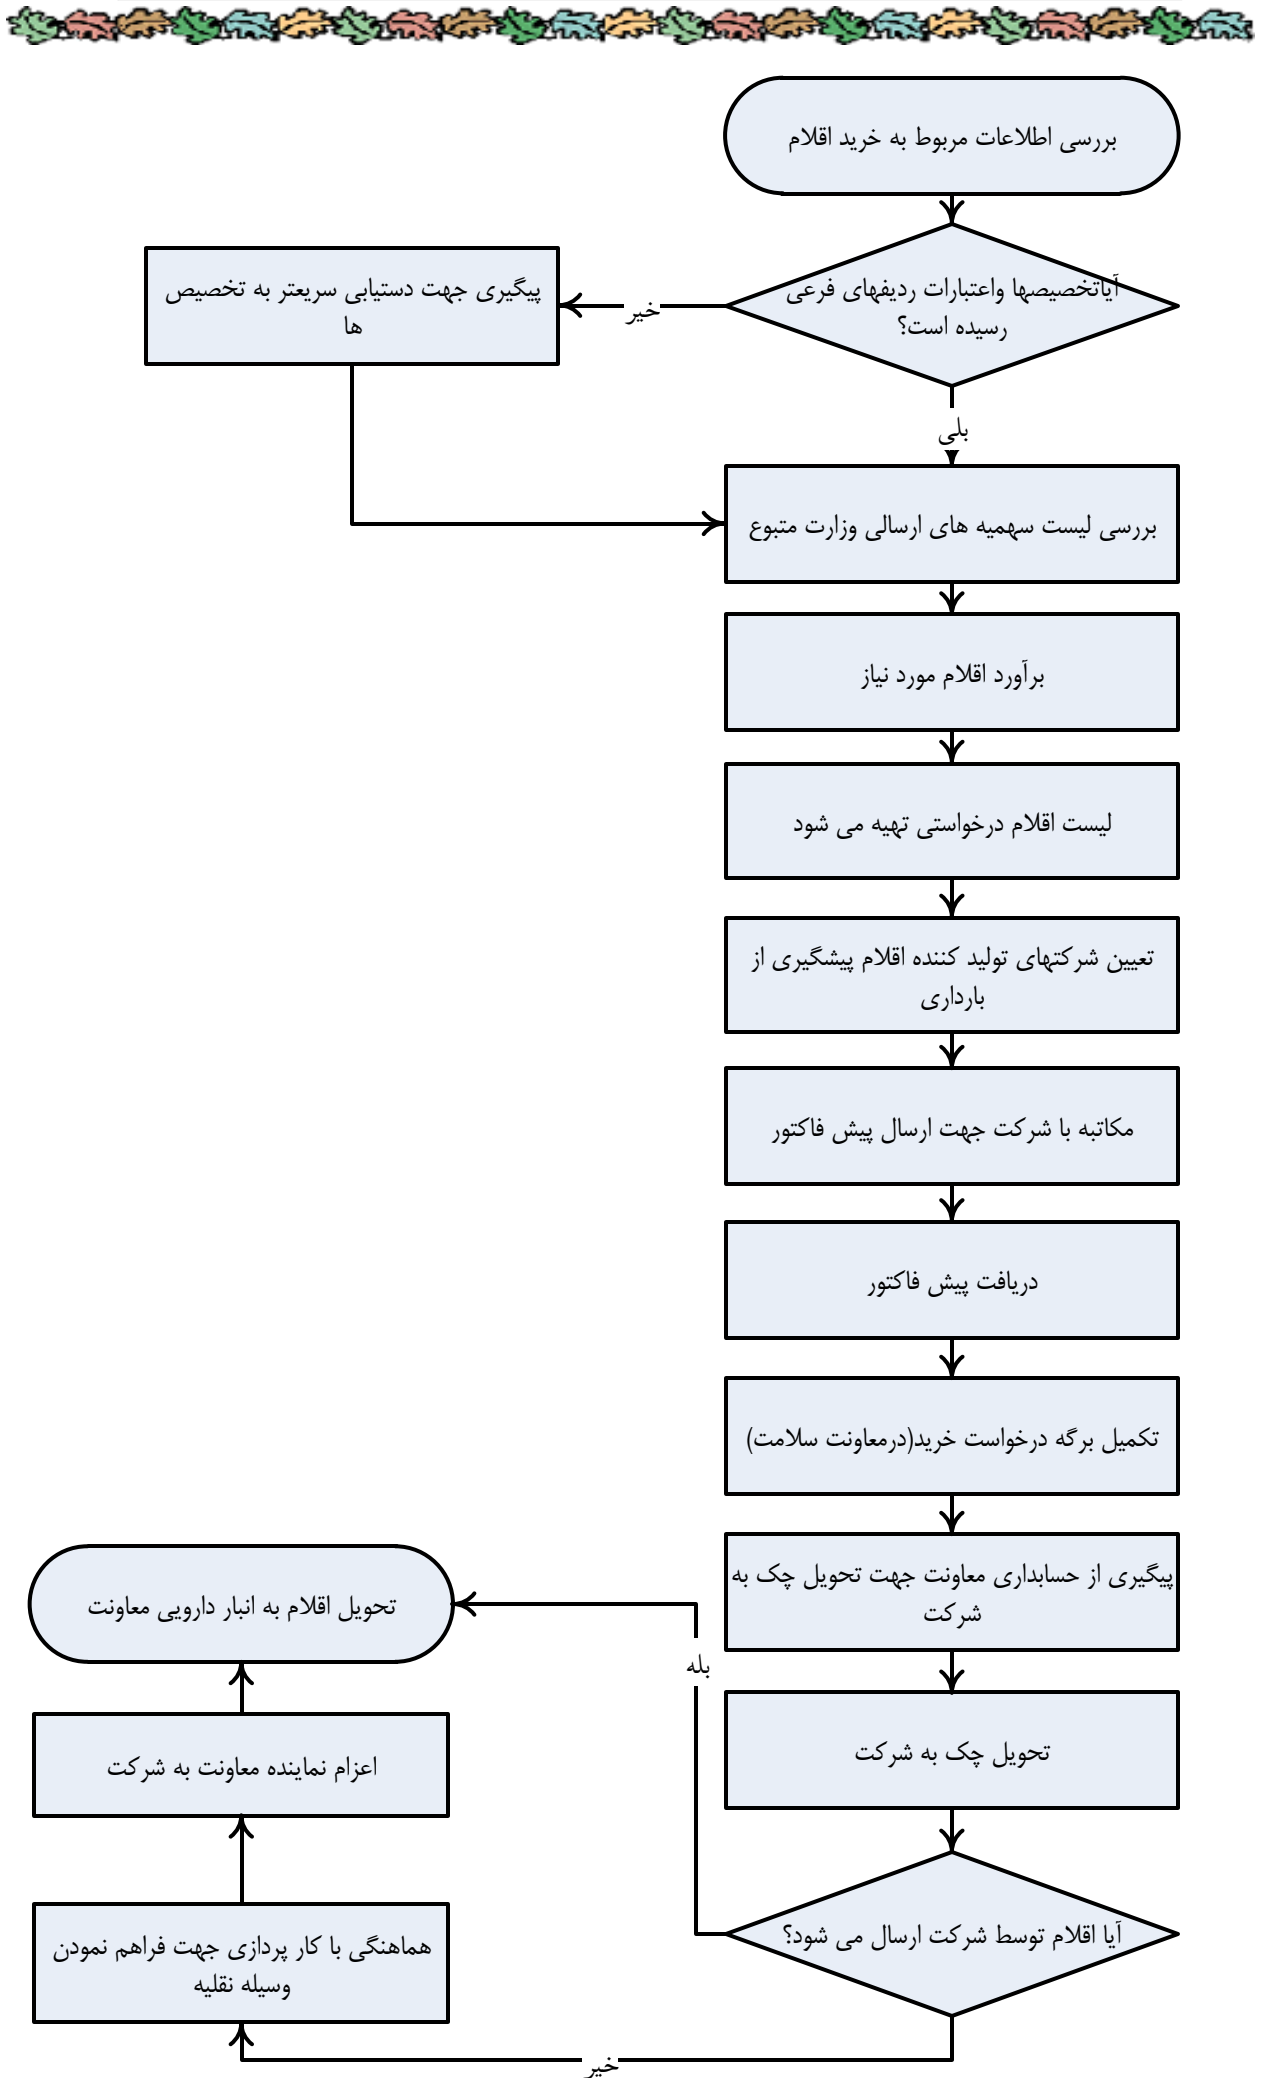 بررسی اطلاعات مربوط به خرید اقلام
آیاتخصیصها واعتبارات ردیفهای فرعی
رسیده است؟
خیر
پیگیری جهت دستیابی سریعتر به تخصیص
ها
بلی
بررسی لیست سهمیه های ارسالی وزارت متبوع
برآورد اقلام مورد نیاز
لیست اقلام درخواستی تهیه می شود
تعیین شرکتهای تولید کننده اقلام پیشگیری از
بارداری
مکاتبه با شرکت جهت ارسال پیش فاکتور
دریافت پیش فاکتور
تکمیل برگه درخواست خرید(درمعاونت سلامت)
پیگیری از حسابداری معاونت جهت تحویل چک به
شرکت
تحویل چک به شرکت
آیا اقلام توسط شرکت ارسال می شود؟
بله
خیر
هماهنگی با کار پردازی جهت فراهم نمودن
وسیله نقلیه
اعزام نماینده معاونت به شرکت
تحویل اقلام به انبار دارویی معاونت